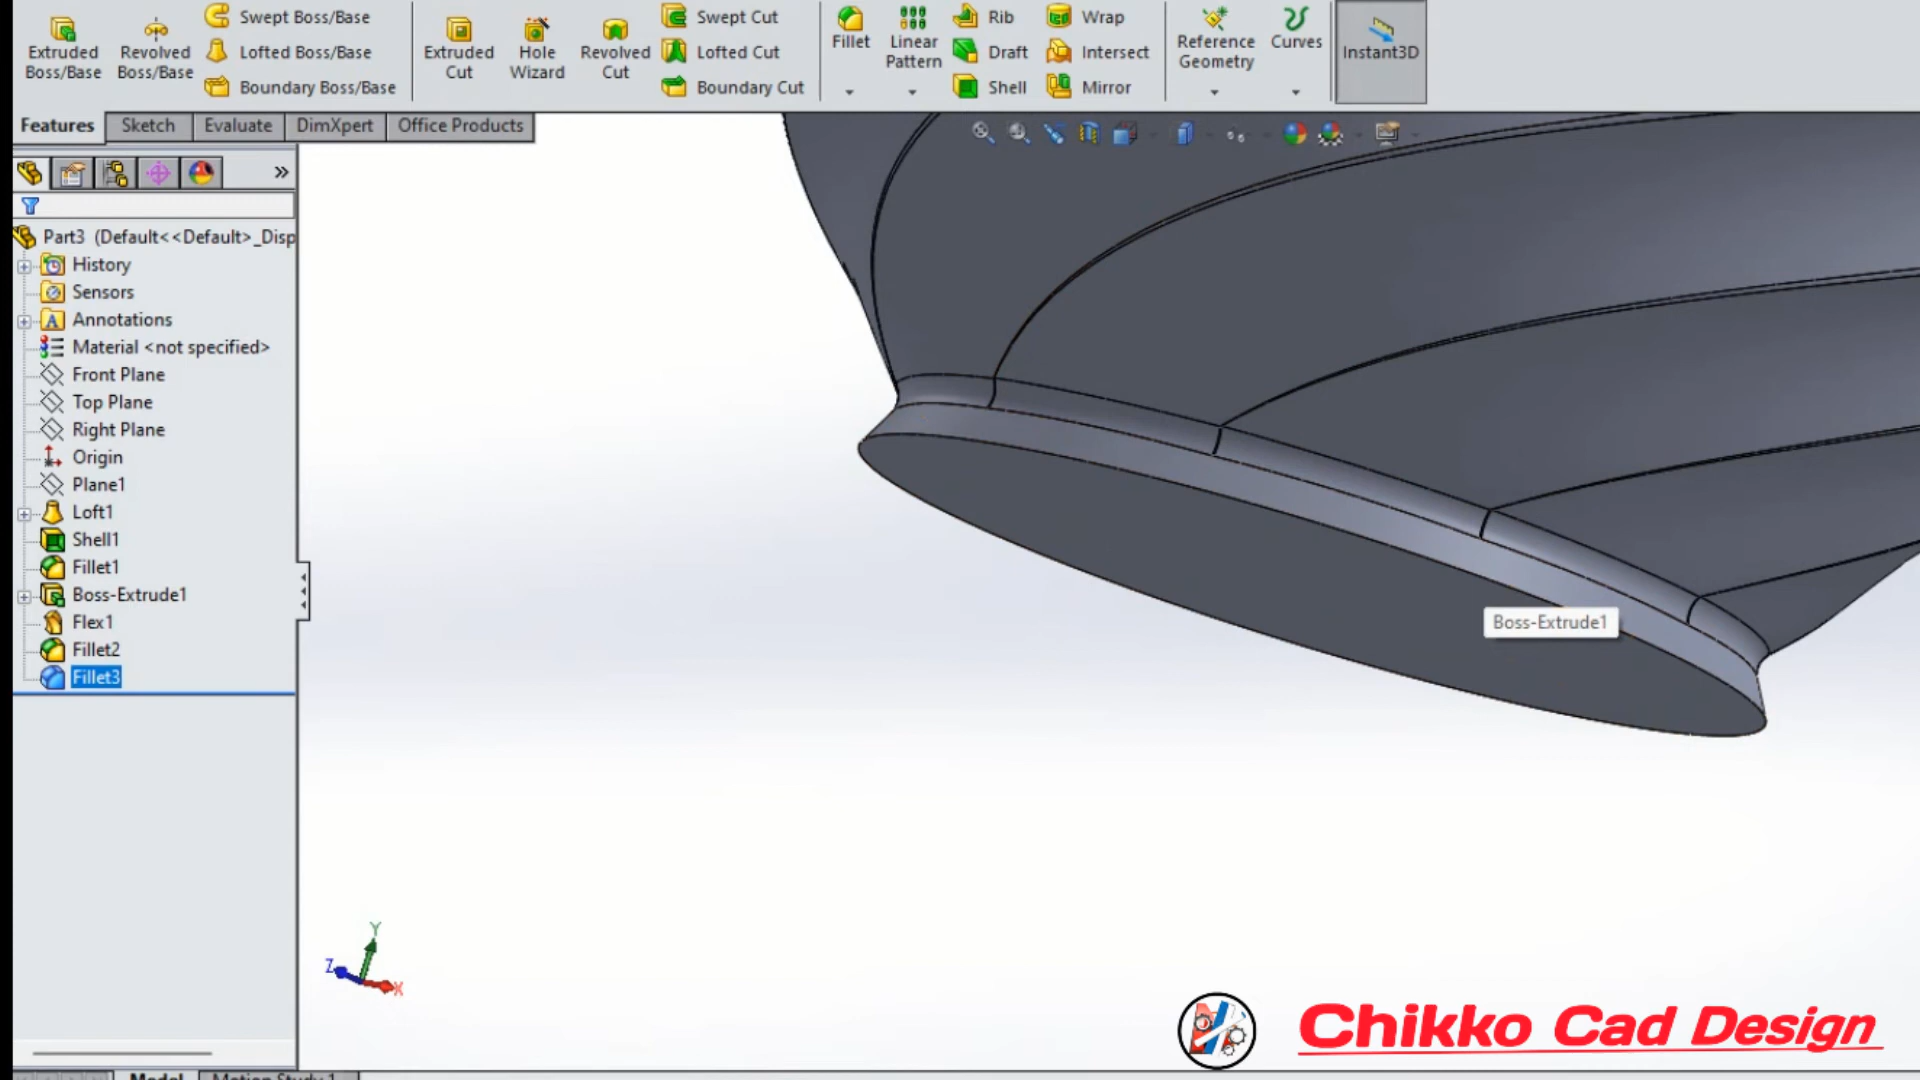 Extruded Boss/Base
Revolved Boss/Base
Swept Boss/Base
Lofted Boss/Base
Boundary Boss/Base
Extruded Cut
Hole Wizard
Revolved Cut
Swept Cut
Lofted Cut
Boundary Cut
Fillet
Linear Pattern
Rib
Draft
Shell
Wrap
Intersect
Mirror
Reference Geometry
Curves
Instant3D
Features
Sketch
Evaluate
DimXpert
Office Products
»
Part3 (Default<<Default>_Disp
History
Sensors
Annotations
Material <not specified>
Front Plane
Top Plane
Right Plane
Origin
Plane1
Loft1
Shell1
Fillet1
Boss-Extrude1
Flex1
Fillet2
Fillet3
Boss-Extrude1
Y
Z
X
Chikko Cad Design
Model
Motion Study 1